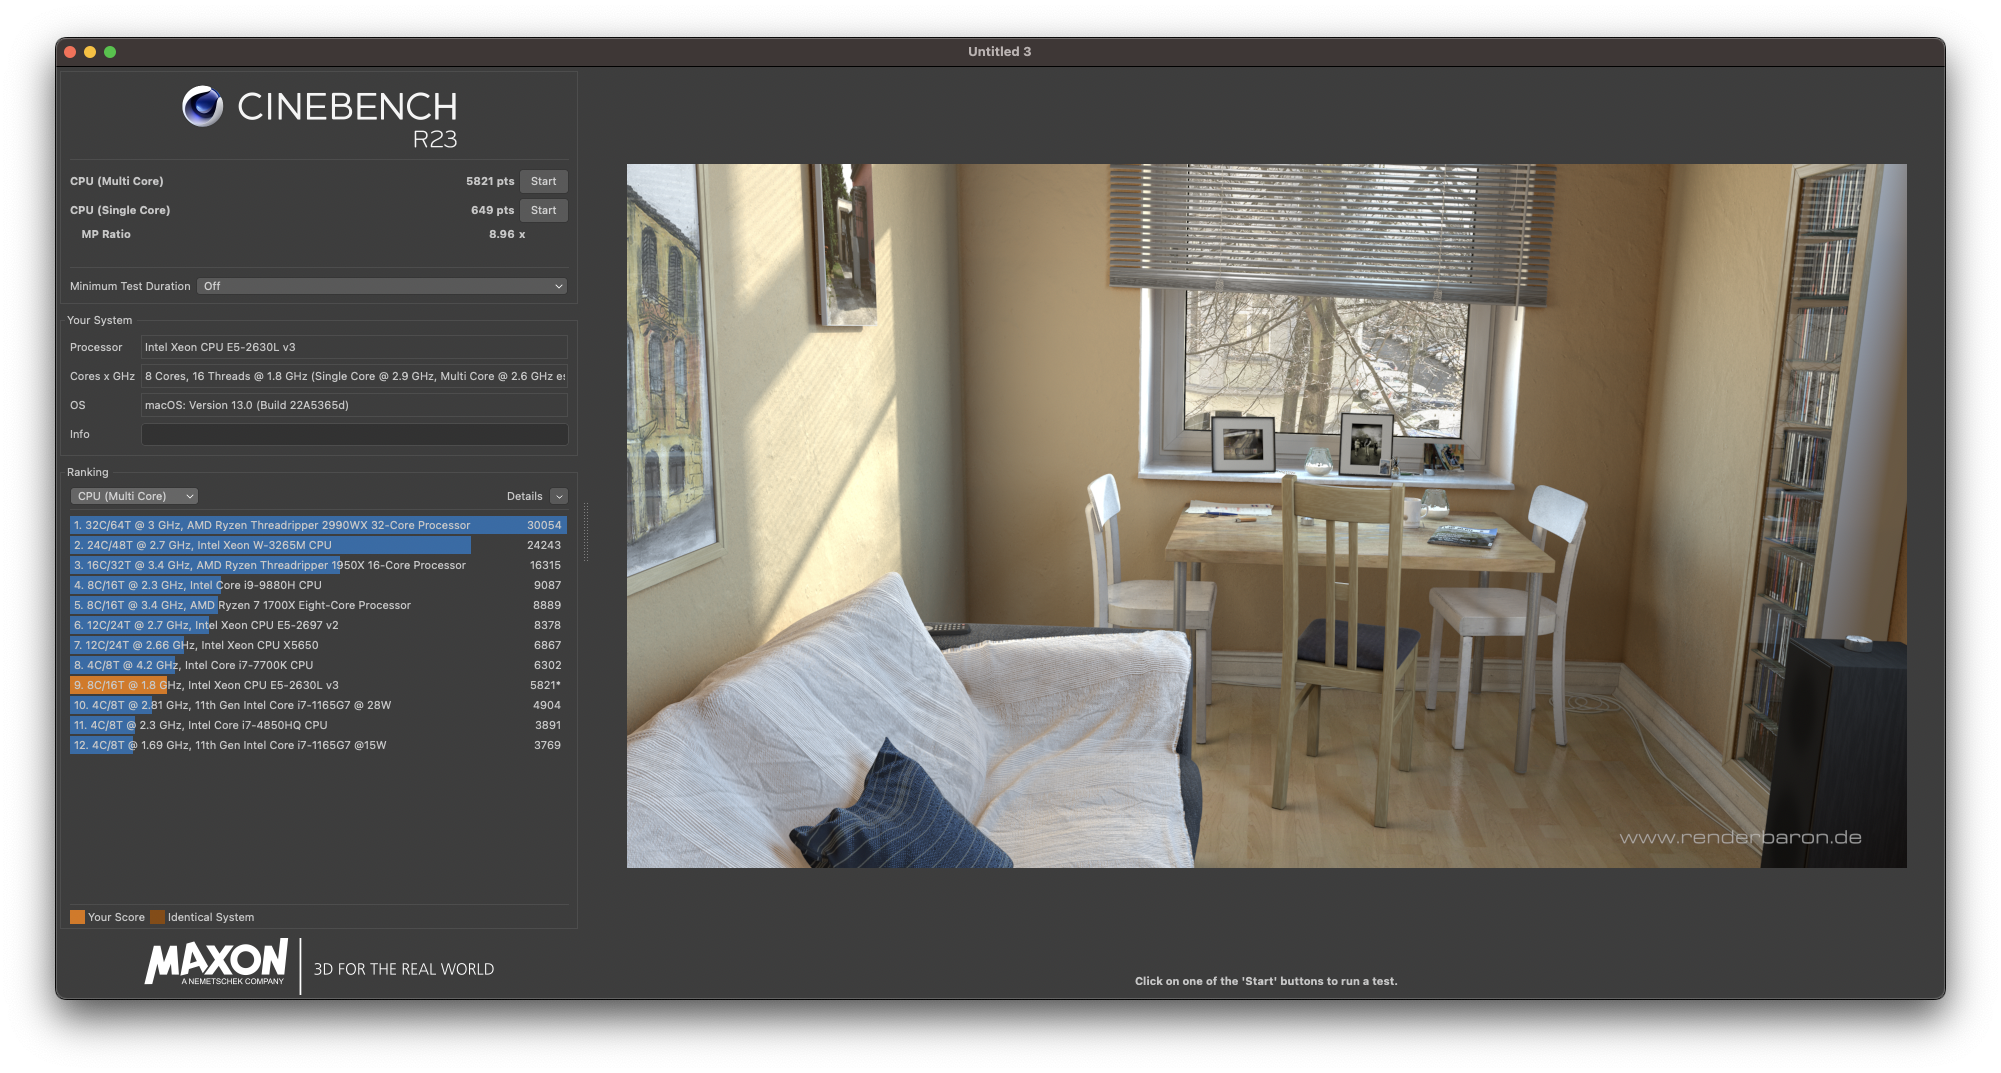 Untitled 3
CINEBENCH
R23
CPU (Multi Core) 5821 pts Start
CPU (Single Core) 649 pts Start
MP Ratio 8.96 x
Minimum Test Duration Off
Your System
Processor Intel Xeon CPU E5-2630L v3
Cores x GHz 8 Cores, 16 Threads @ 1.8 GHz (Single Core @ 2.9 GHz, Multi Core @ 2.6 GHz es
OS macOS: Version 13.0 (Build 22A5365d)
Info
Ranking
CPU (Multi Core) Details
1. 32C/64T @ 3 GHz, AMD Ryzen Threadripper 2990WX 32-Core Processor 30054
2. 24C/48T @ 2.7 GHz, Intel Xeon W-3265M CPU 24243
3. 16C/32T @ 3.4 GHz, AMD Ryzen Threadripper 1950X 16-Core Processor 16315
4. 8C/16T @ 2.3 GHz, Intel Core i9-9880H CPU 9087
5. 8C/16T @ 3.4 GHz, AMD Ryzen 7 1700X Eight-Core Processor 8889
6. 12C/24T @ 2.7 GHz, Intel Xeon CPU E5-2697 v2 8378
7. 12C/24T @ 2.66 GHz, Intel Xeon CPU X5650 6867
8. 4C/8T @ 4.2 GHz, Intel Core i7-7700K CPU 6302
9. 8C/16T @ 1.8 GHz, Intel Xeon CPU E5-2630L v3 5821*
10. 4C/8T @ 2.81 GHz, 11th Gen Intel Core i7-1165G7 @ 28W 4904
11. 4C/8T @ 2.3 GHz, Intel Core i7-4850HQ CPU 3891
12. 4C/8T @ 1.69 GHz, 11th Gen Intel Core i7-1165G7 @15W 3769
Your Score Identical System
MAXON
A NEMETSCHEK COMPANY
3D FOR THE REAL WORLD
www.renderbaron.de
Click on one of the 'Start' buttons to run a test.